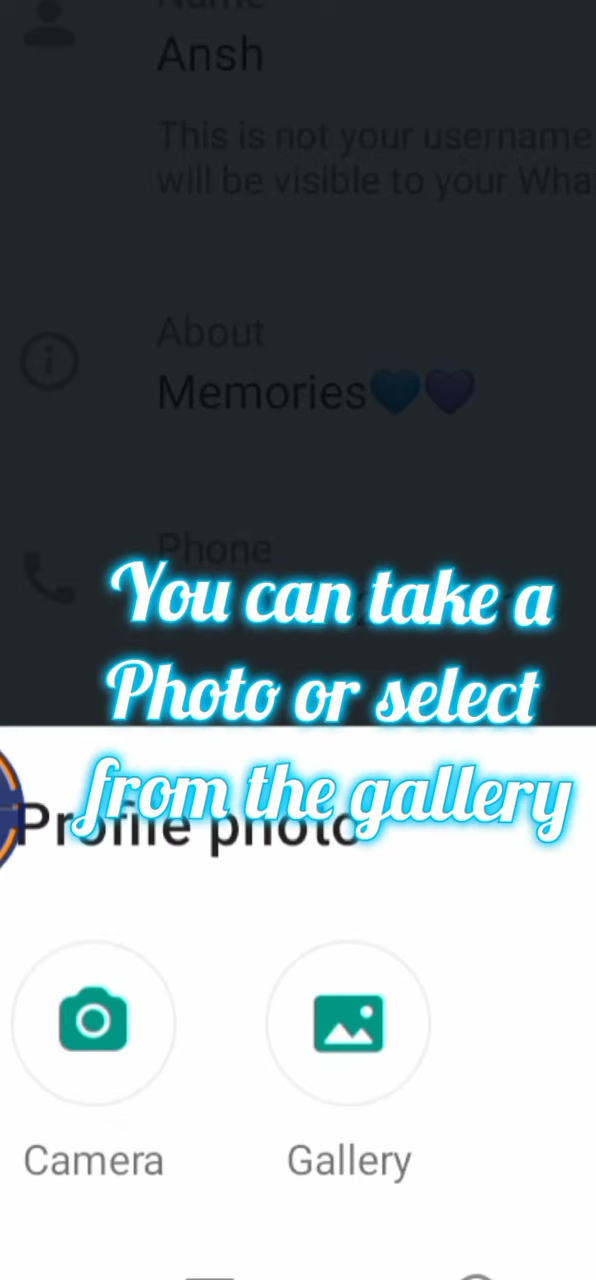 Name
Ansh
This is not your username
will be visible to your Wha
About
Memories💙💜
Phone
You can take a
Photo or select
from the gallery
Profile photo
Camera
Gallery